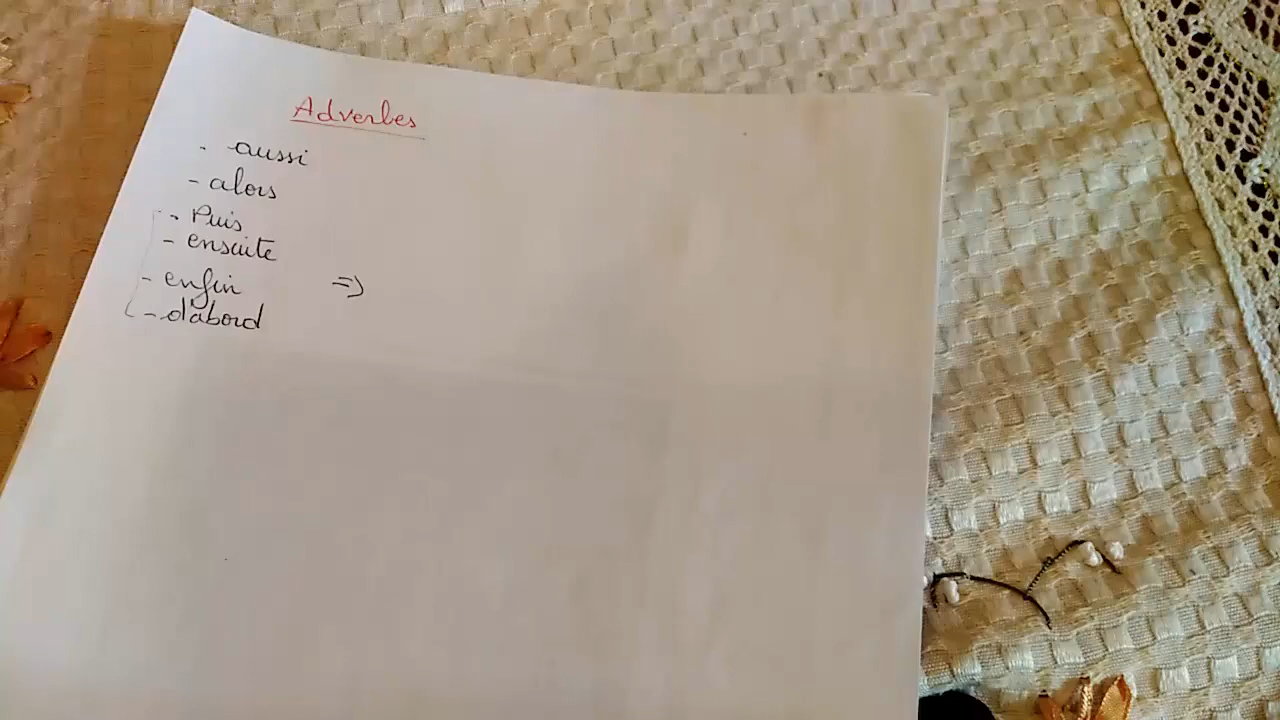 Adverbes
- aussi
- alors
- Puis
- ensuite
- enfin =>
- d'abord